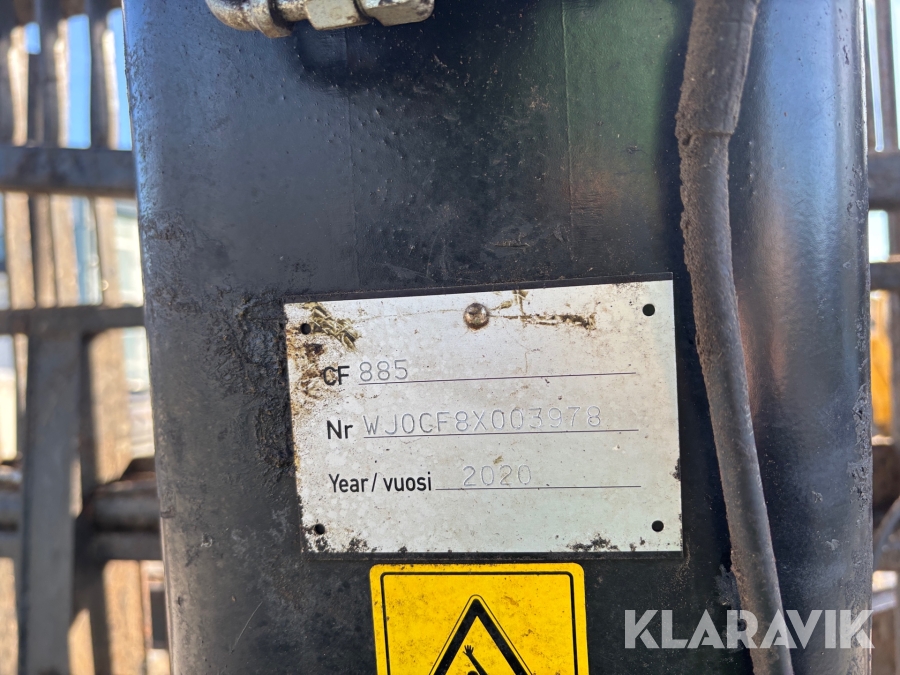 CF 885
Nr WJ0CF8X003978
Year/vuosi 2020
KLARAVIK